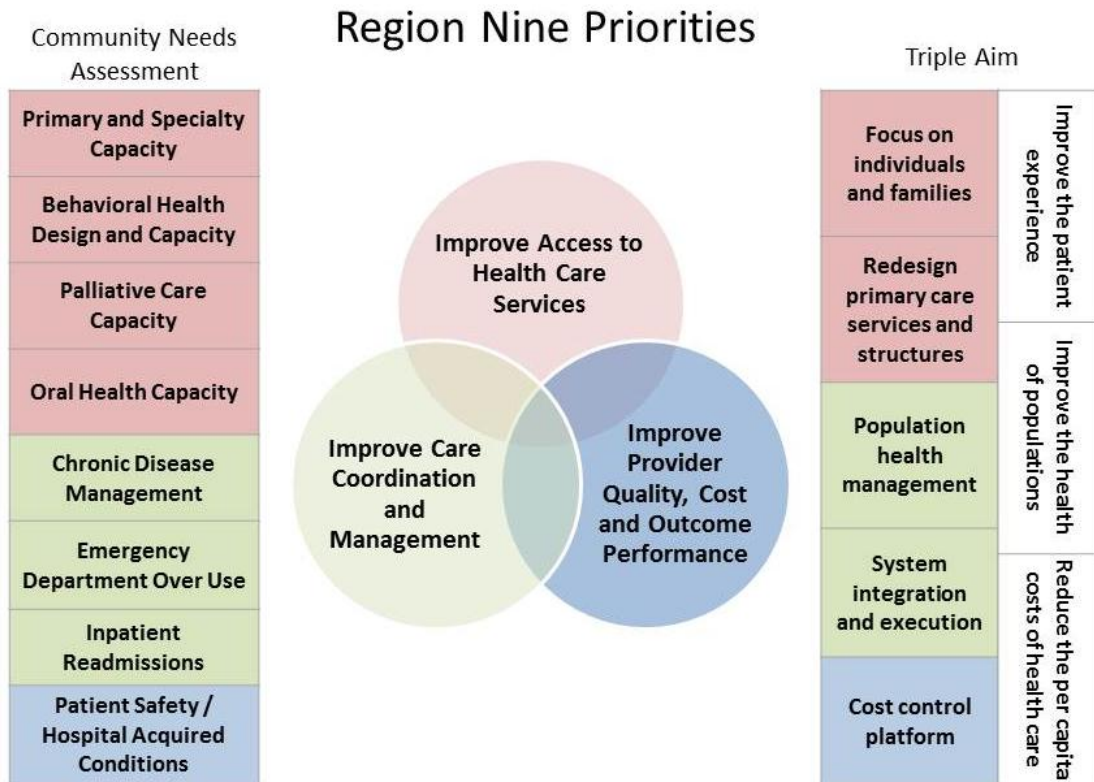 Region Nine Priorities
Community Needs
Assessment
Primary and Specialty
Capacity
Behavioral Health
Design and Capacity
Palliative Care
Capacity
Oral Health Capacity
Chronic Disease
Management
Emergency
Department Over Use
Inpatient
Readmissions
Patient Safety /
Hospital Acquired
Conditions
Improve Access to
Health Care
Services
Improve Care
Coordination
and
Management
Improve
Provider
Quality, Cost
and Outcome
Performance
Triple Aim
Focus on
individuals
and families
Redesign
primary care
services and
structures
Population
health
management
System
integration
and execution
Cost control
platform
Improve the patient
experience
Improve the health
of populations
Reduce the per capita
costs of health care